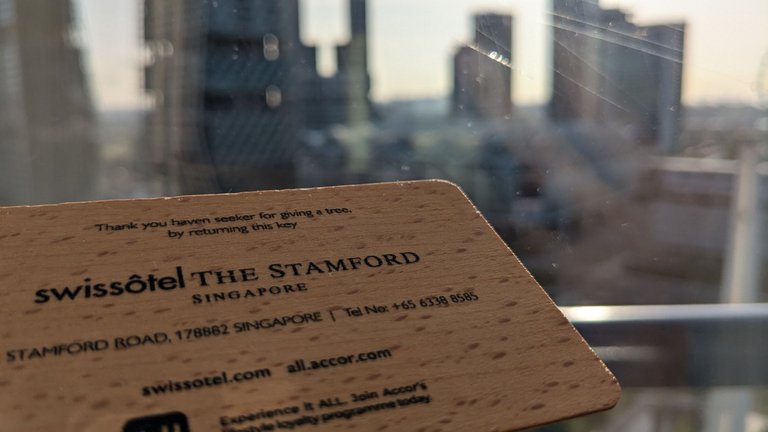 Thank you haven seeker for giving a tree,
by returning this key
swissôtel THE STAMFORD
SINGAPORE
STAMFORD ROAD, 178882 SINGAPORE | Tel No: +65 6338 8585
swissotel.com all.accor.com
Experience it ALL. Join Accor's
lifestyle loyalty programme today.